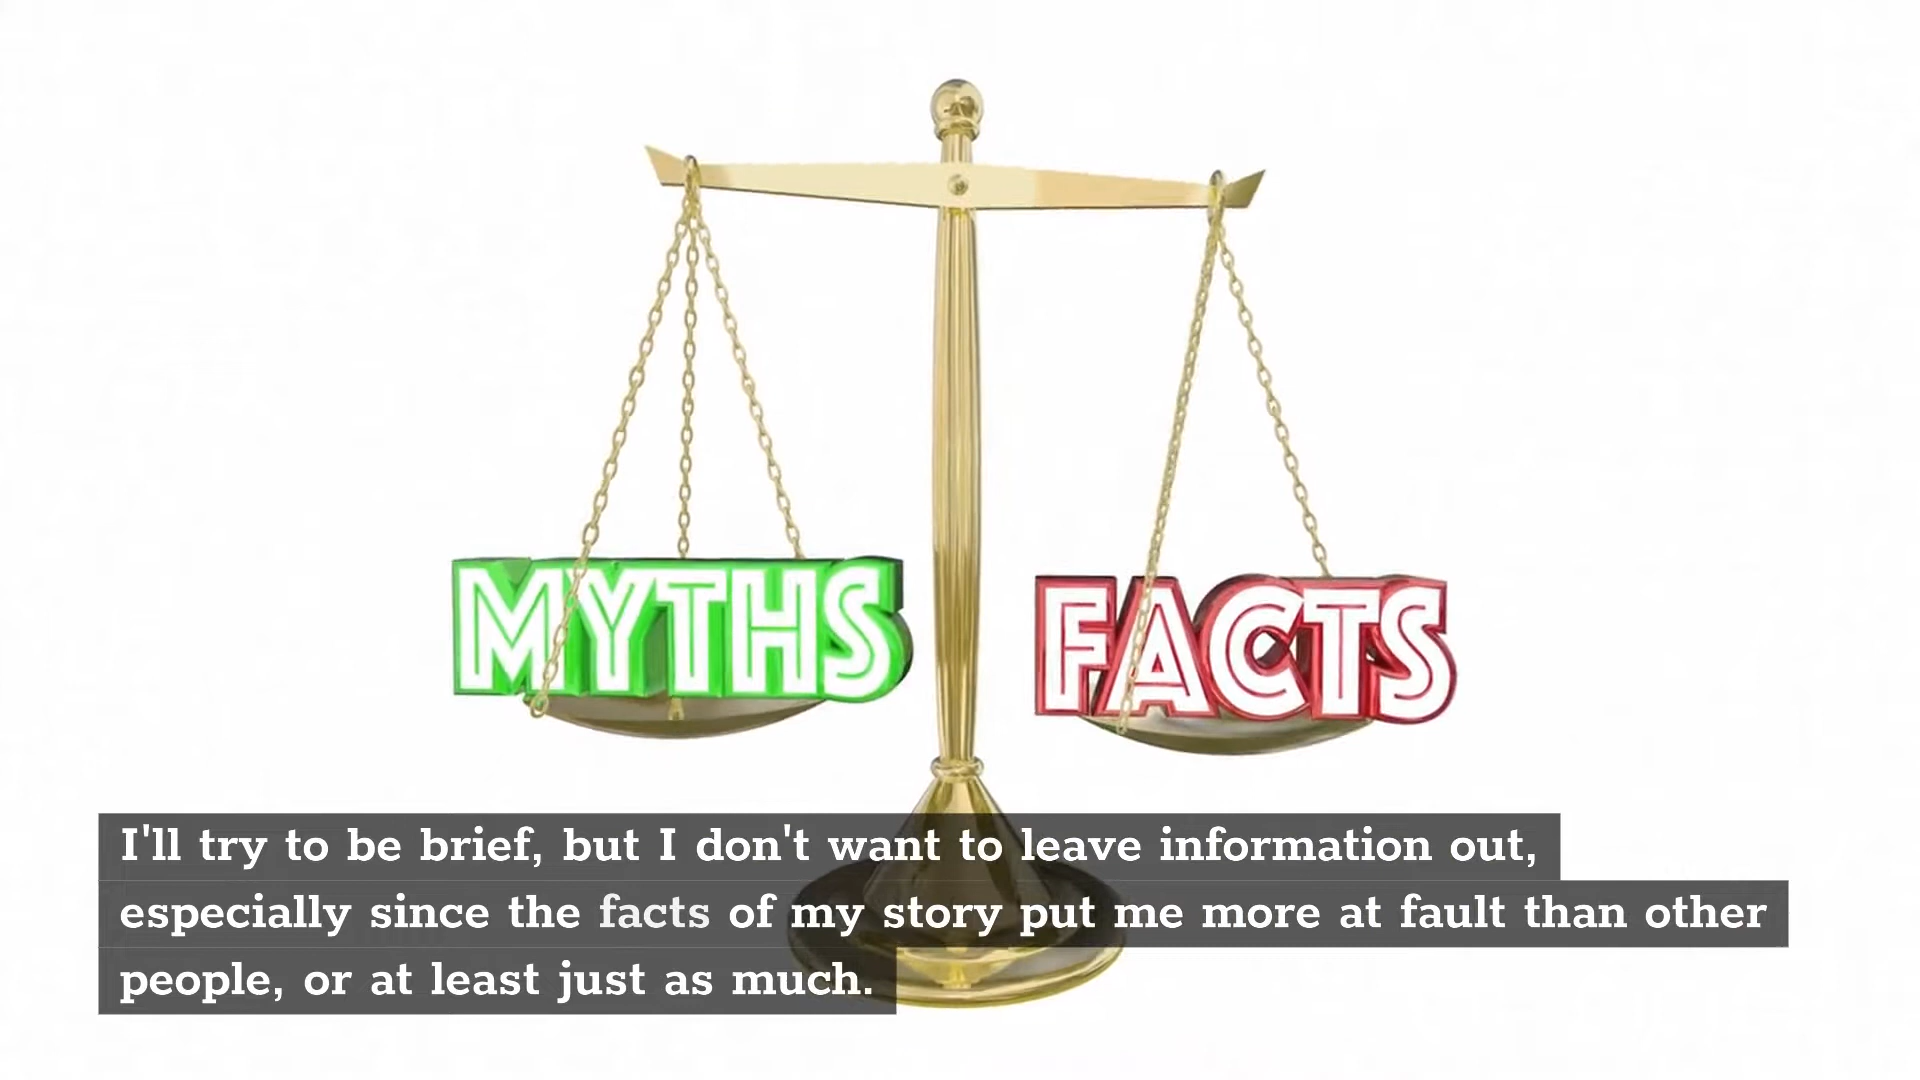 MYTHS
FACTS
I'll try to be brief, but I don't want to leave information out,
especially since the facts of my story put me more at fault than other
people, or at least just as much.